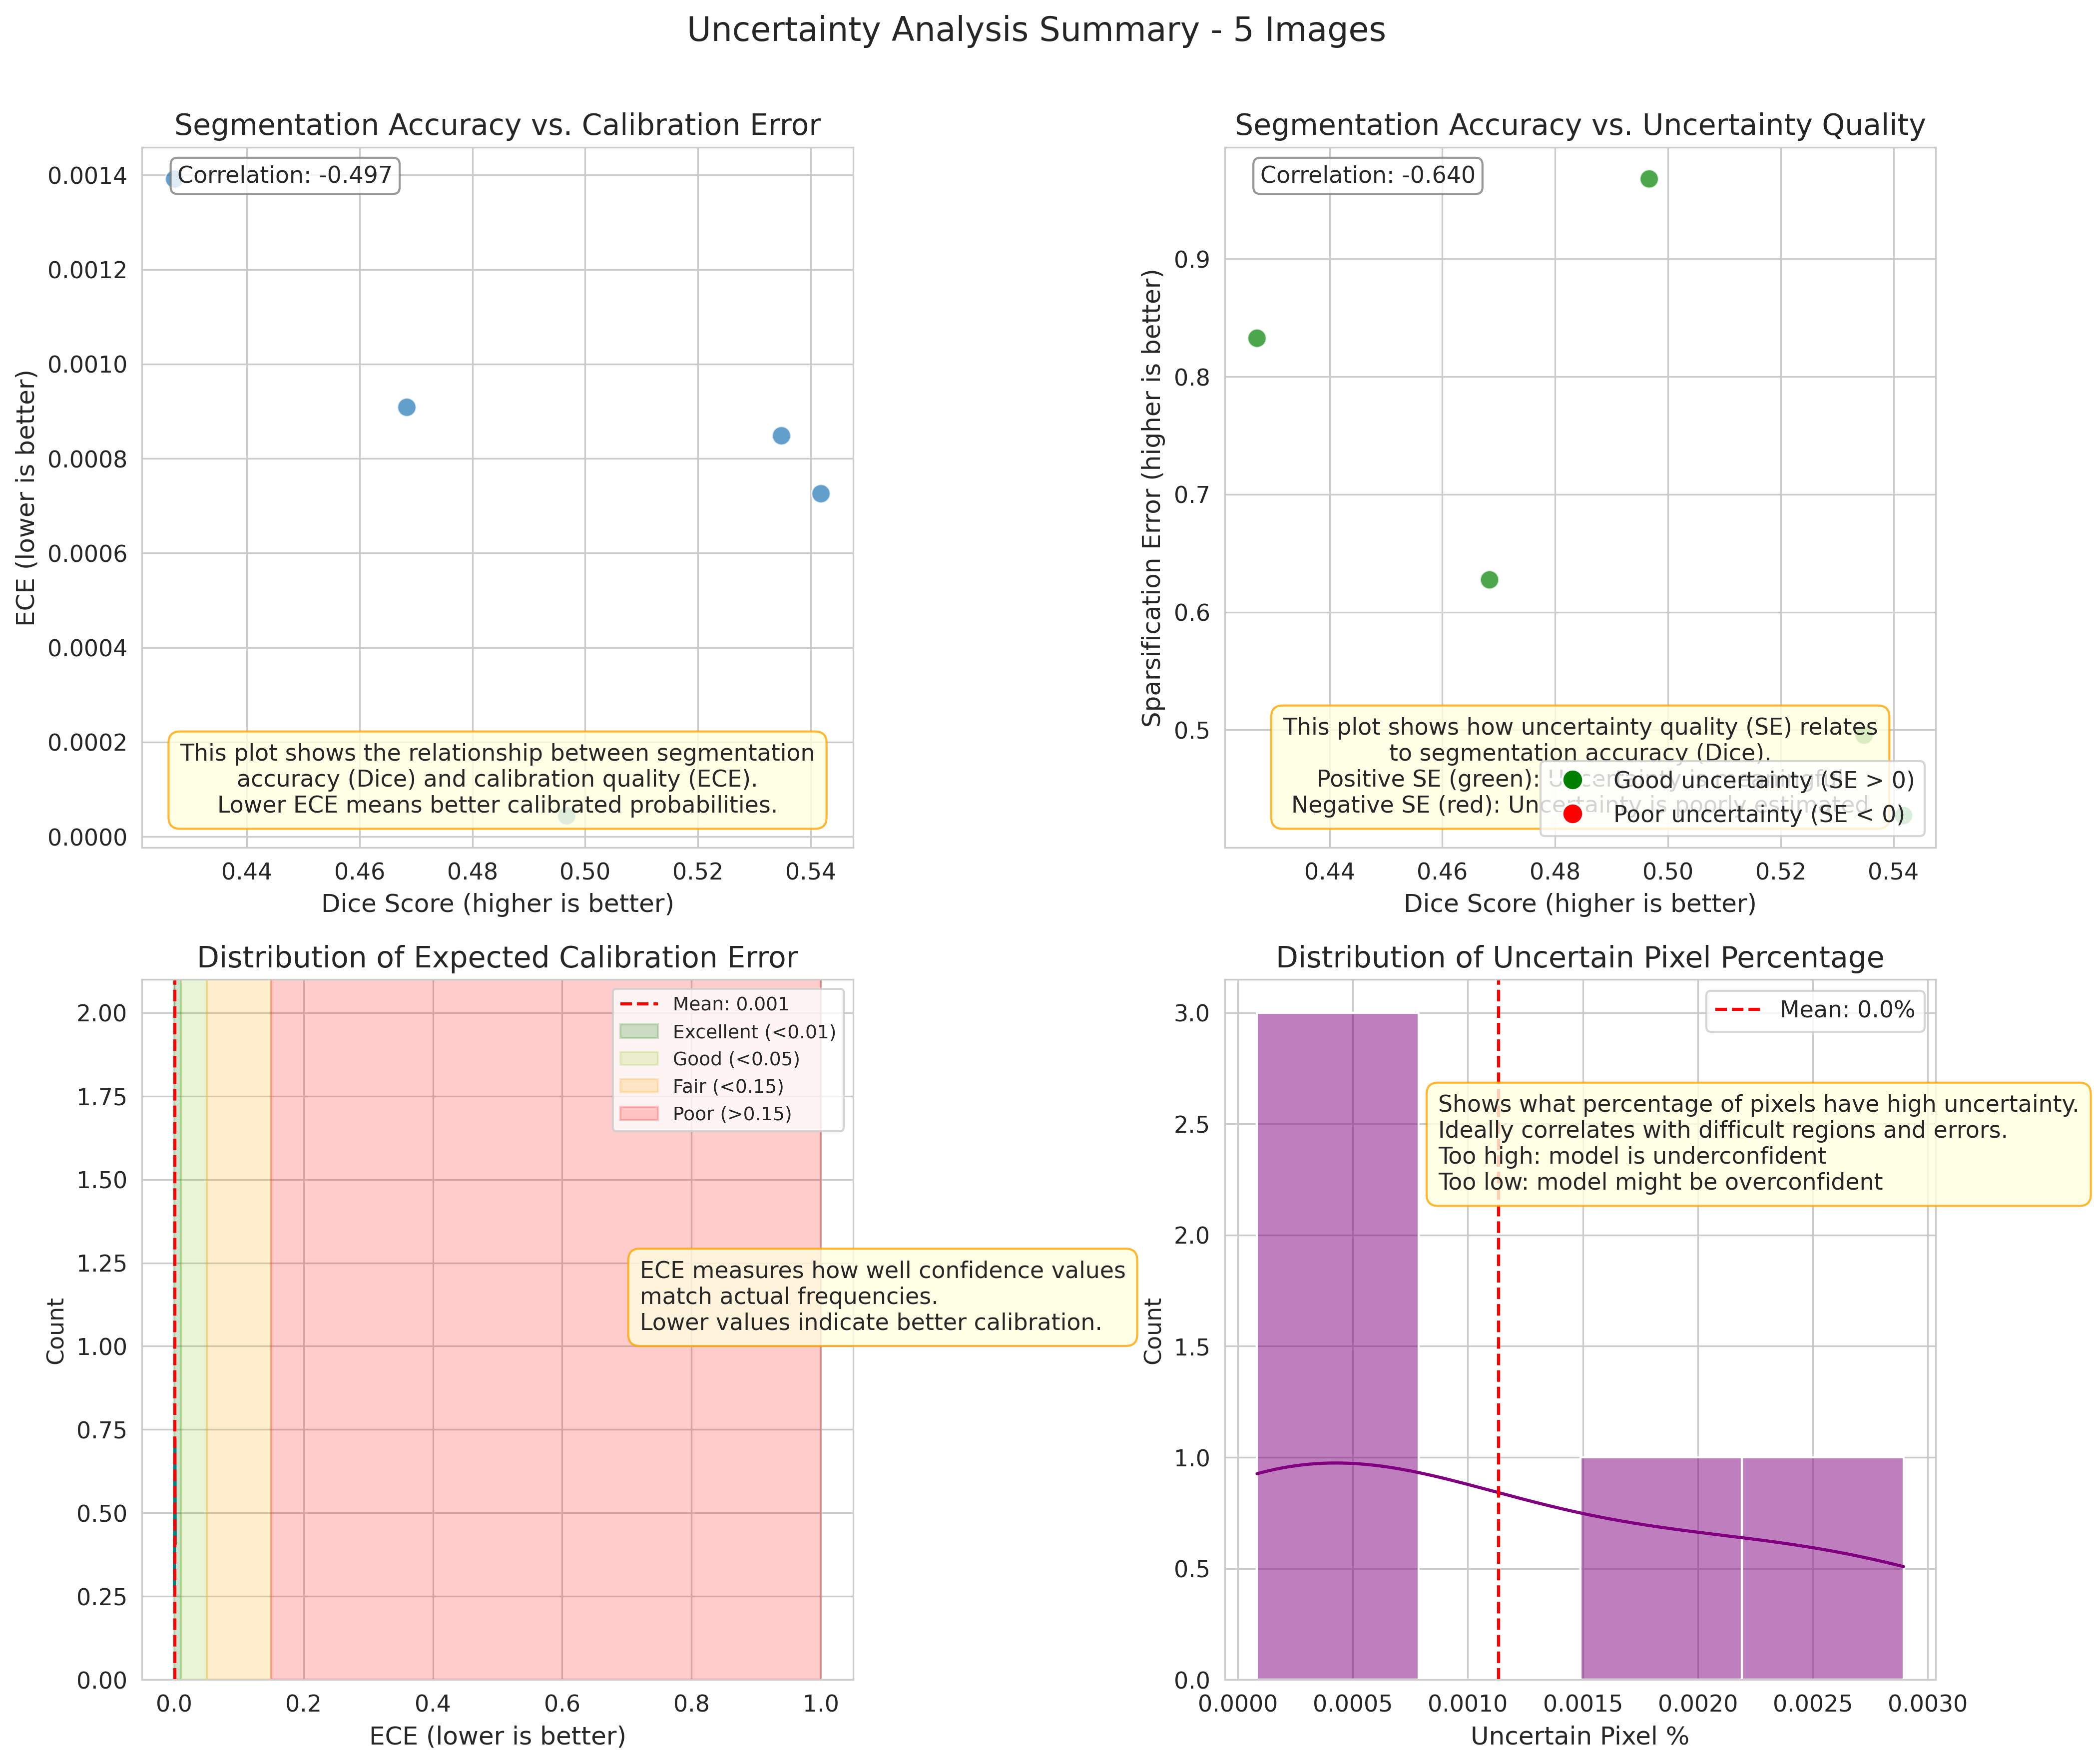 Uncertainty Analysis Summary - 5 Images
Segmentation Accuracy vs. Calibration Error
Correlation: -0.497
0.0014
0.0012
0.0010
0.0008
0.0006
0.0004
0.0002
0.0000
ECE (lower is better)
This plot shows the relationship between segmentation
accuracy (Dice) and calibration quality (ECE).
Lower ECE means better calibrated probabilities.
0.44 0.46 0.48 0.50 0.52 0.54
Dice Score (higher is better)
Segmentation Accuracy vs. Uncertainty Quality
Correlation: -0.640
0.9
0.8
0.7
0.6
0.5
Sparsification Error (higher is better)
This plot shows how uncertainty quality (SE) relates
to segmentation accuracy (Dice).
Positive SE (green): Uncertainty is meaningful
Negative SE (red): Uncertainty is poorly estimated
Good uncertainty (SE > 0)
Poor uncertainty (SE < 0)
0.44 0.46 0.48 0.50 0.52 0.54
Dice Score (higher is better)
Distribution of Expected Calibration Error
Mean: 0.001
Excellent (<0.01)
Good (<0.05)
Fair (<0.15)
Poor (>0.15)
2.00
1.75
1.50
1.25
1.00
0.75
0.50
0.25
0.00
Count
ECE measures how well confidence values
match actual frequencies.
Lower values indicate better calibration.
0.0 0.2 0.4 0.6 0.8 1.0
ECE (lower is better)
Distribution of Uncertain Pixel Percentage
Mean: 0.0%
3.0
2.5
2.0
1.5
1.0
0.5
0.0
Count
Shows what percentage of pixels have high uncertainty.
Ideally correlates with difficult regions and errors.
Too high: model is underconfident
Too low: model might be overconfident
0.0000 0.0005 0.0010 0.0015 0.0020 0.0025 0.0030
Uncertain Pixel %